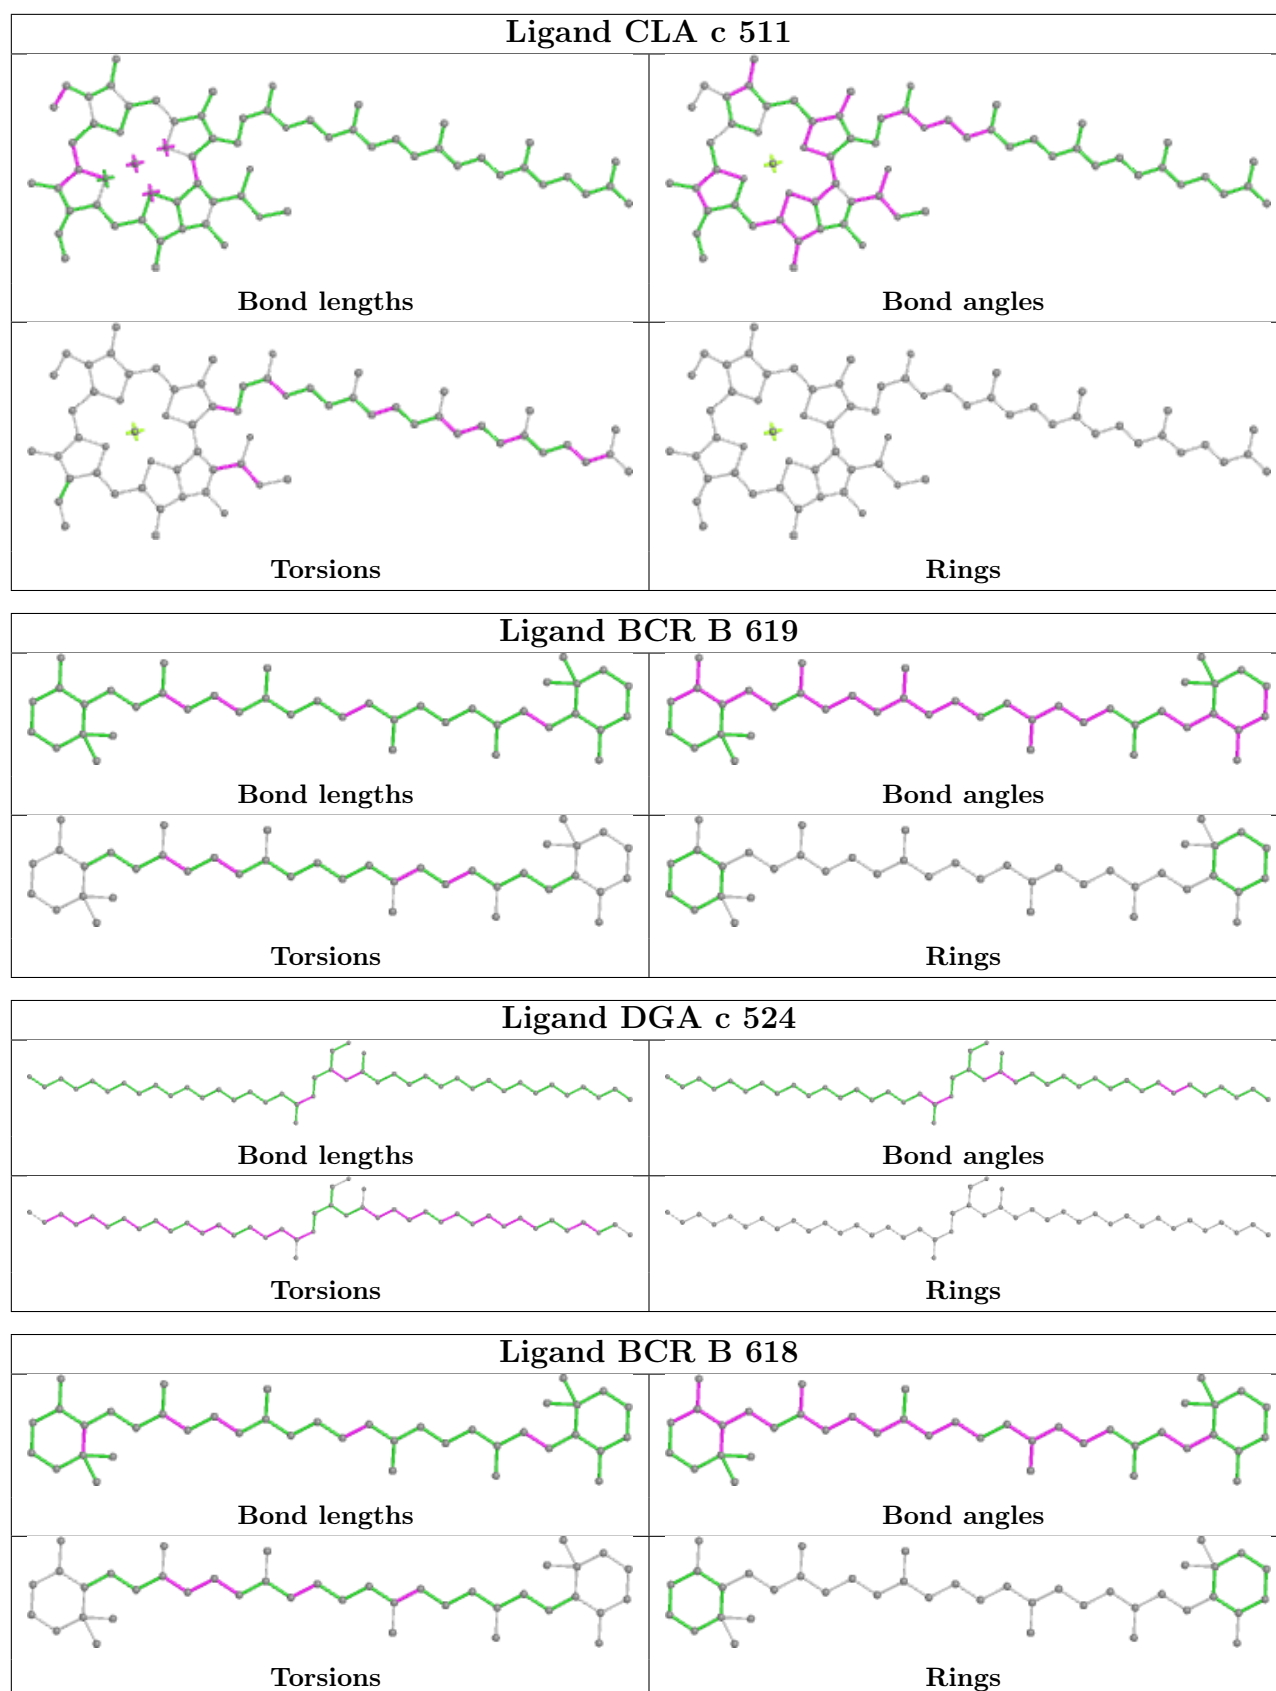 Ligand CLA c 511
Bond lengths
Bond angles
Torsions
Rings
Ligand BCR B 619
Bond lengths
Bond angles
Torsions
Rings
Ligand DGA c 524
Bond lengths
Bond angles
Torsions
Rings
Ligand BCR B 618
Bond lengths
Bond angles
Torsions
Rings